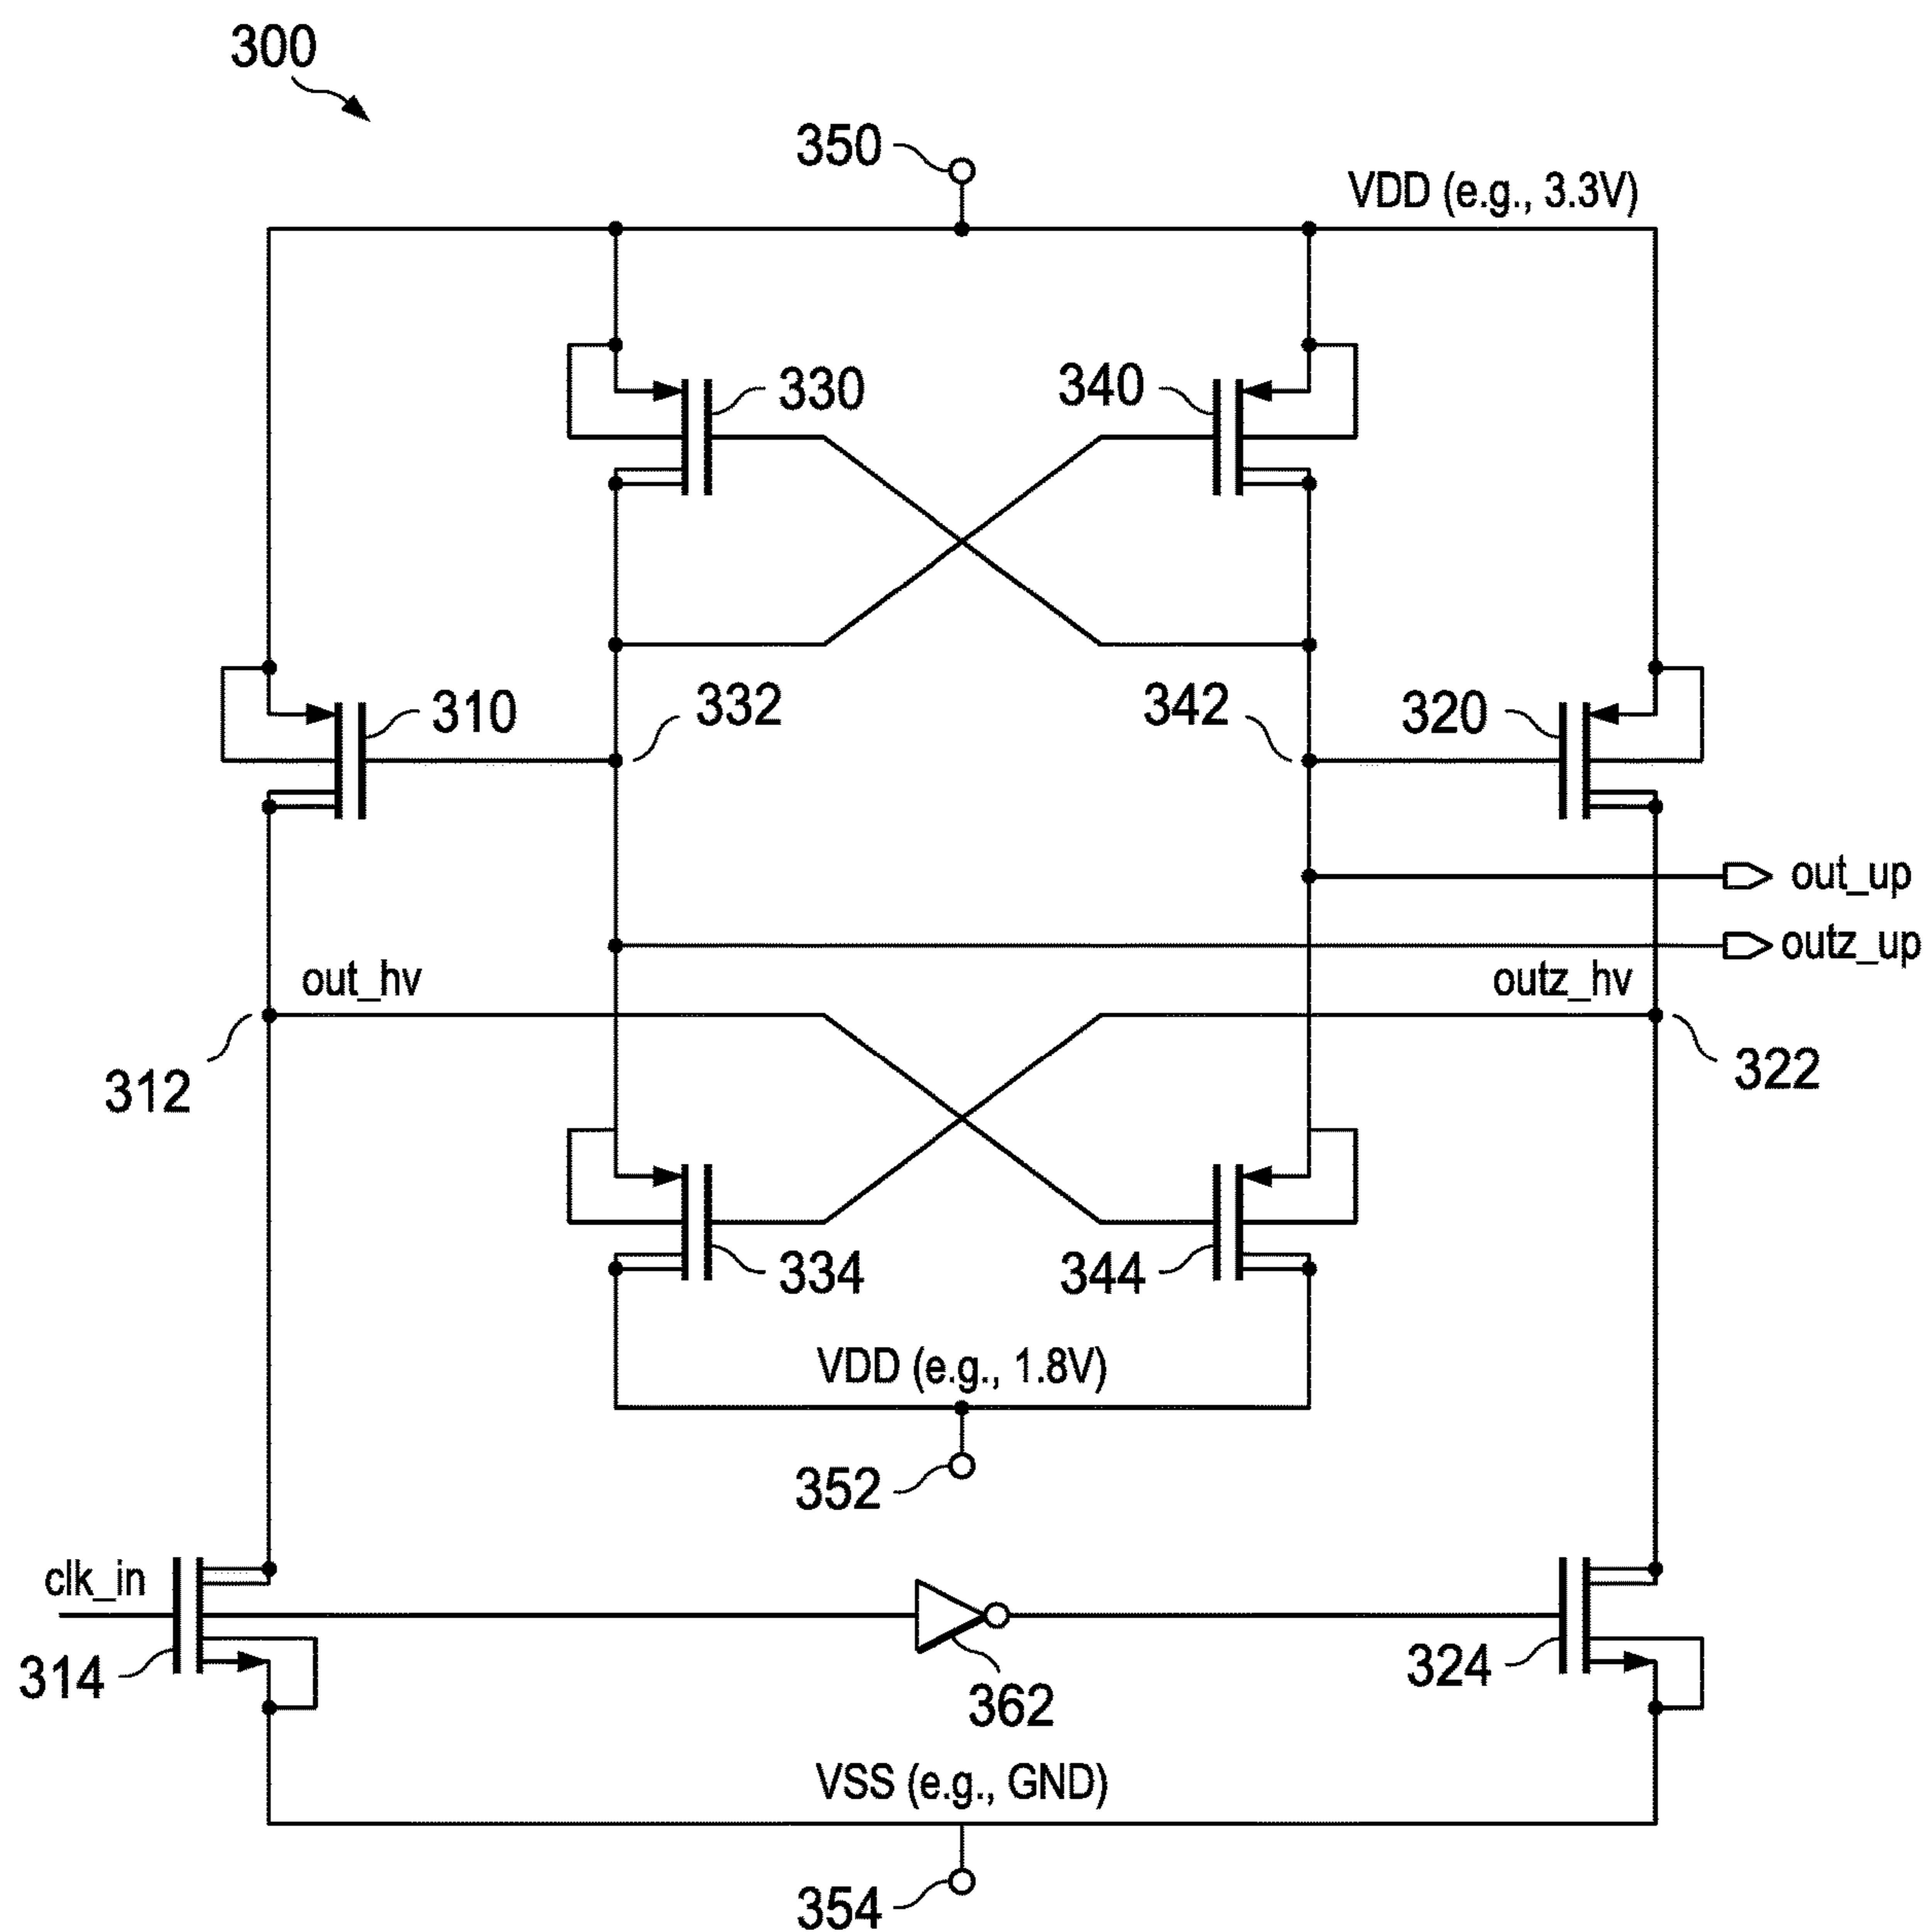 300
350
VDD (e.g., 3.3V)
330
340
310
332
342
320
out_up
outz_up
out_hv
outz_hv
312
322
334
344
VDD (e.g., 1.8V)
352
clk_in
314
362
324
VSS (e.g., GND)
354